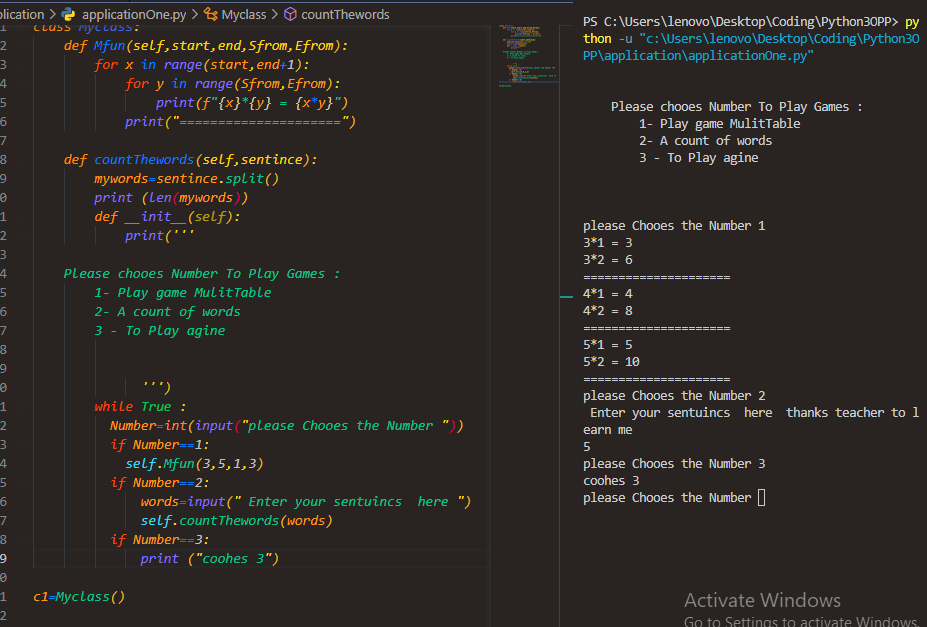 plication > applicationOne.py > Myclass > countThewords
class Myclass:
2 def Mfun(self,start,end,Sfrom,Efrom):
3 for x in range(start,end+1):
4 for y in range(Sfrom,Efrom):
5 print(f"{x}*{y} = {x*y}")
6 print("=====================")
7
8 def countThewords(self,sentince):
9 mywords=sentince.split()
0 print (len(mywords))
1 def __init__(self):
2 print('''
3
4 Please chooes Number To Play Games :
5 1- Play game MulitTable
6 2- A count of words
7 3 - To Play agine
8
9
0 ''')
1 while True :
2 Number=int(input("please Chooes the Number "))
3 if Number==1:
4 self.Mfun(3,5,1,3)
5 if Number==2:
6 words=input(" Enter your sentuincs  here ")
7 self.countThewords(words)
8 if Number==3:
9 print ("coohes 3")
0
1 c1=Myclass()
2
PS C:\Users\lenovo\Desktop\Coding\Python3OPP> py
thon -u "c:\Users\lenovo\Desktop\Coding\Python3O
PP\application\applicationOne.py"
Please chooes Number To Play Games :
1- Play game MulitTable
2- A count of words
3 - To Play agine
please Chooes the Number 1
3*1 = 3
3*2 = 6
=====================
4*1 = 4
4*2 = 8
=====================
5*1 = 5
5*2 = 10
=====================
please Chooes the Number 2
Enter your sentuincs  here  thanks teacher to l
earn me
5
please Chooes the Number 3
coohes 3
please Chooes the Number
Activate Windows
Go to Settings to activate Windows.